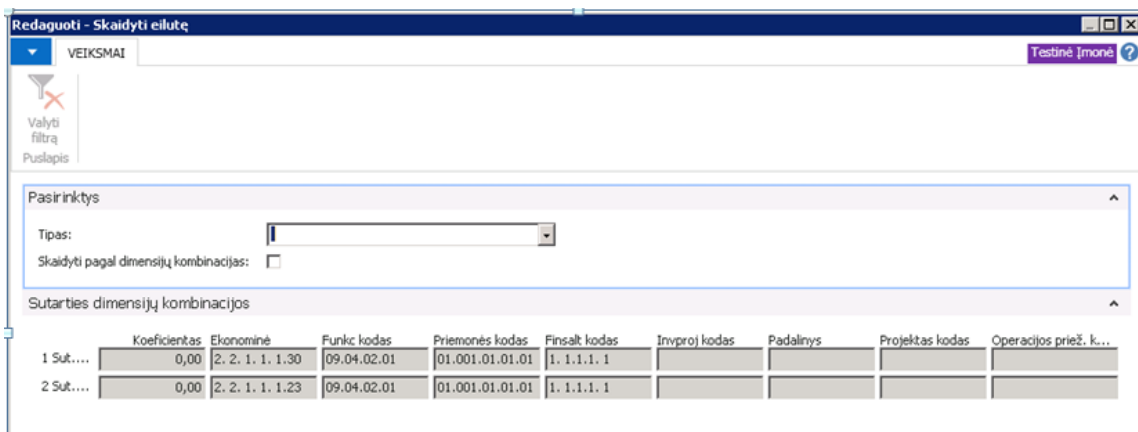 Redaguoti - Skaidyti eilutę
VEIKSMAI
Testinė Įmonė
Valyti
filtrą
Puslapis
Pasirinktys
Tipas:
Skaidyti pagal dimensijų kombinacijas:
Sutarties dimensijų kombinacijos
Koeficientas Ekonominė Funkc kodas Priemonės kodas Finsalt kodas Invproj kodas Padalinys Projektas kodas Operacijos priež. k...
1 Sut.... 0,00 2. 2. 1. 1. 1.30 09.04.02.01 01.001.01.01.01 1. 1.1.1. 1
2 Sut.... 0,00 2. 2. 1. 1. 1.23 09.04.02.01 01.001.01.01.01 1. 1.1.1. 1